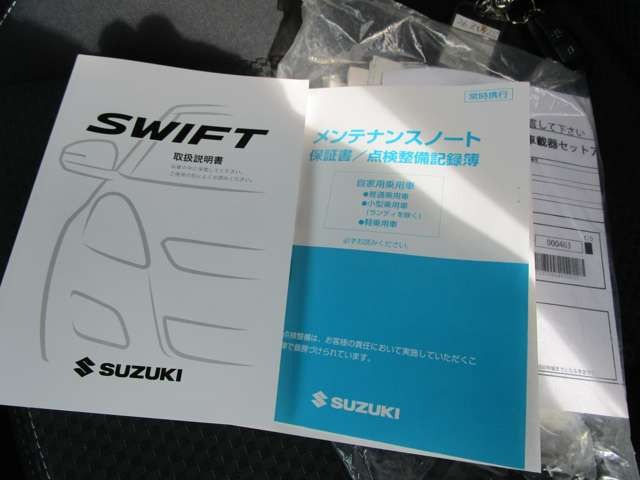 SWIFT
取扱説明書
SUZUKI
常時携行
メンテナンスノート
保証書／点検整備記録簿
自家用乗用車
●普通乗用車
●小型乗用車
(ランディを除く)
●軽乗用車
必ずお読みください。
点検整備は、お客様の責任において実施していただくこ
で義務づけられています。
SUZUKI
して下さい
車載器セット
000463